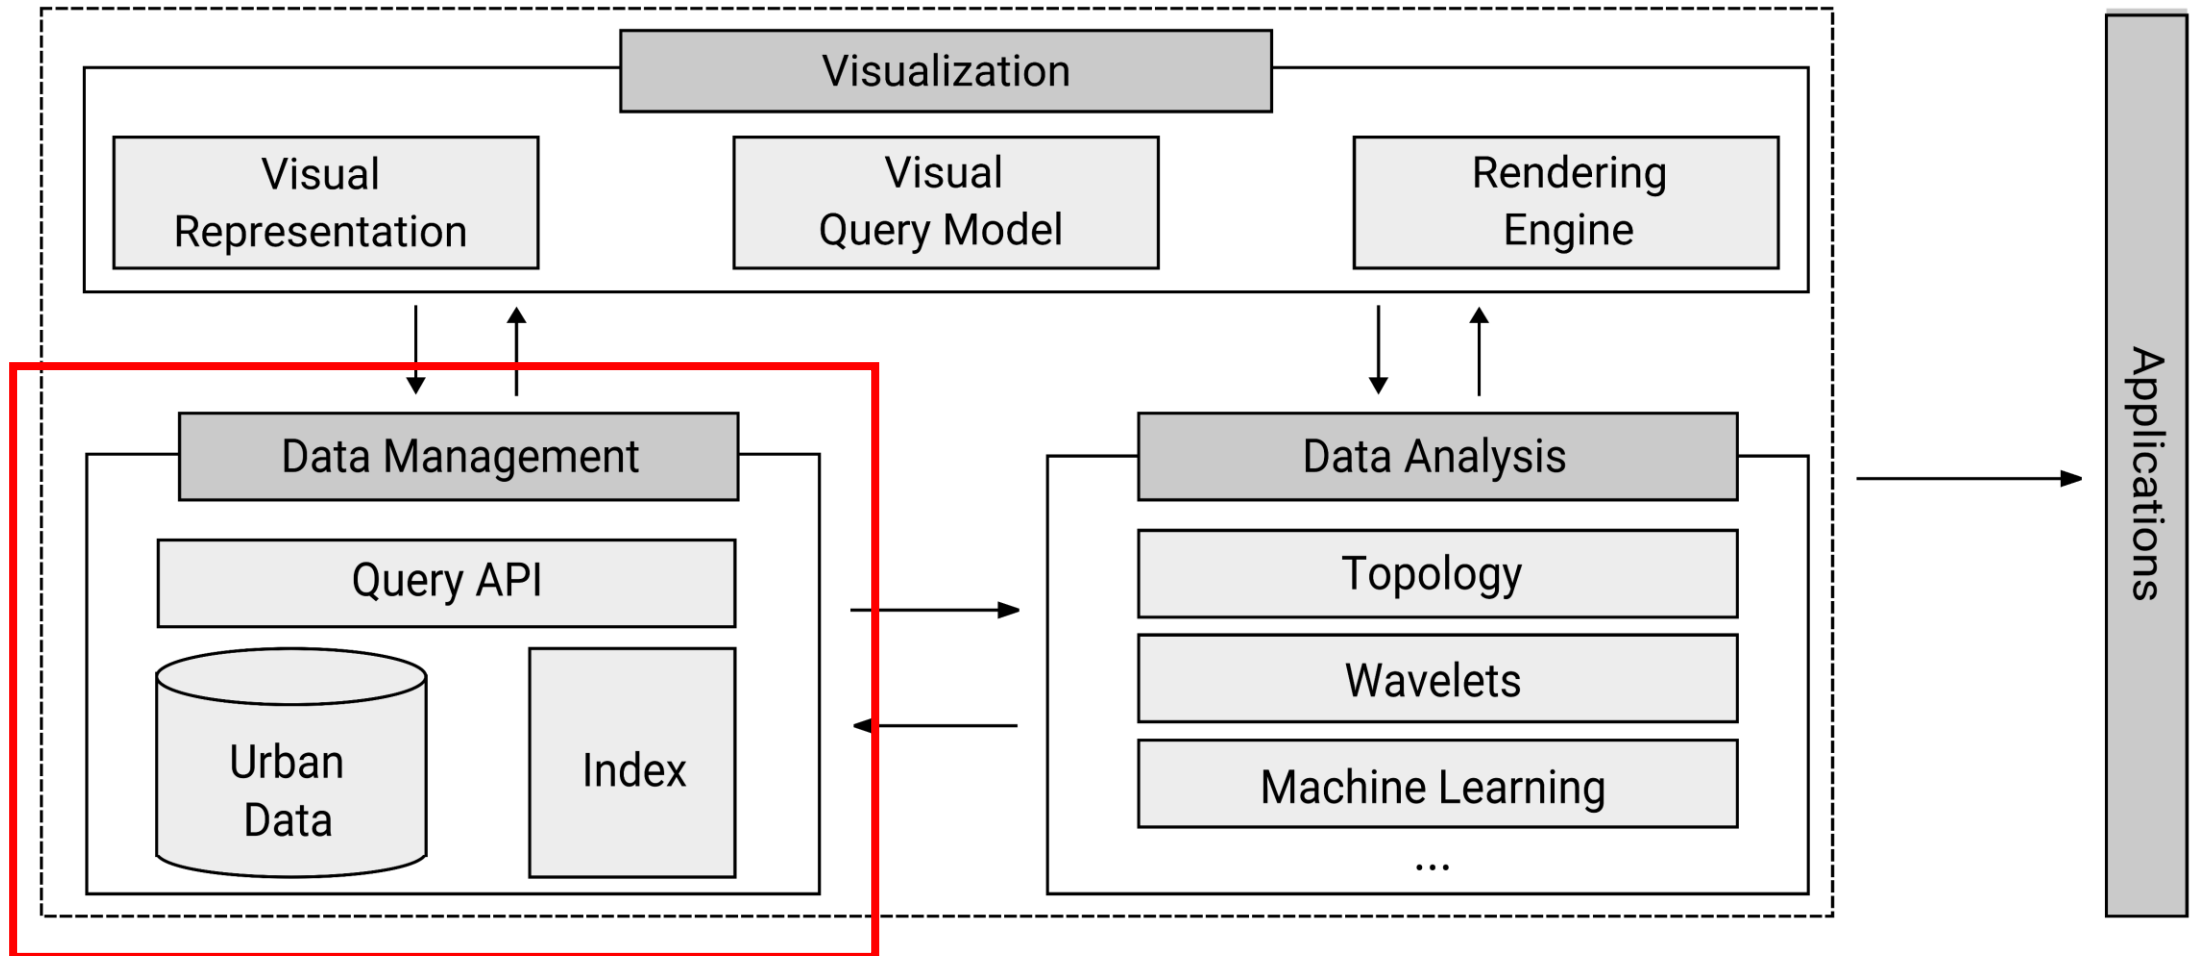 Visualization
Visual
Representation
Visual
Query Model
Rendering
Engine
Data Management
Query API
Urban
Data
Index
Data Analysis
Topology
Wavelets
Machine Learning
...
Applications